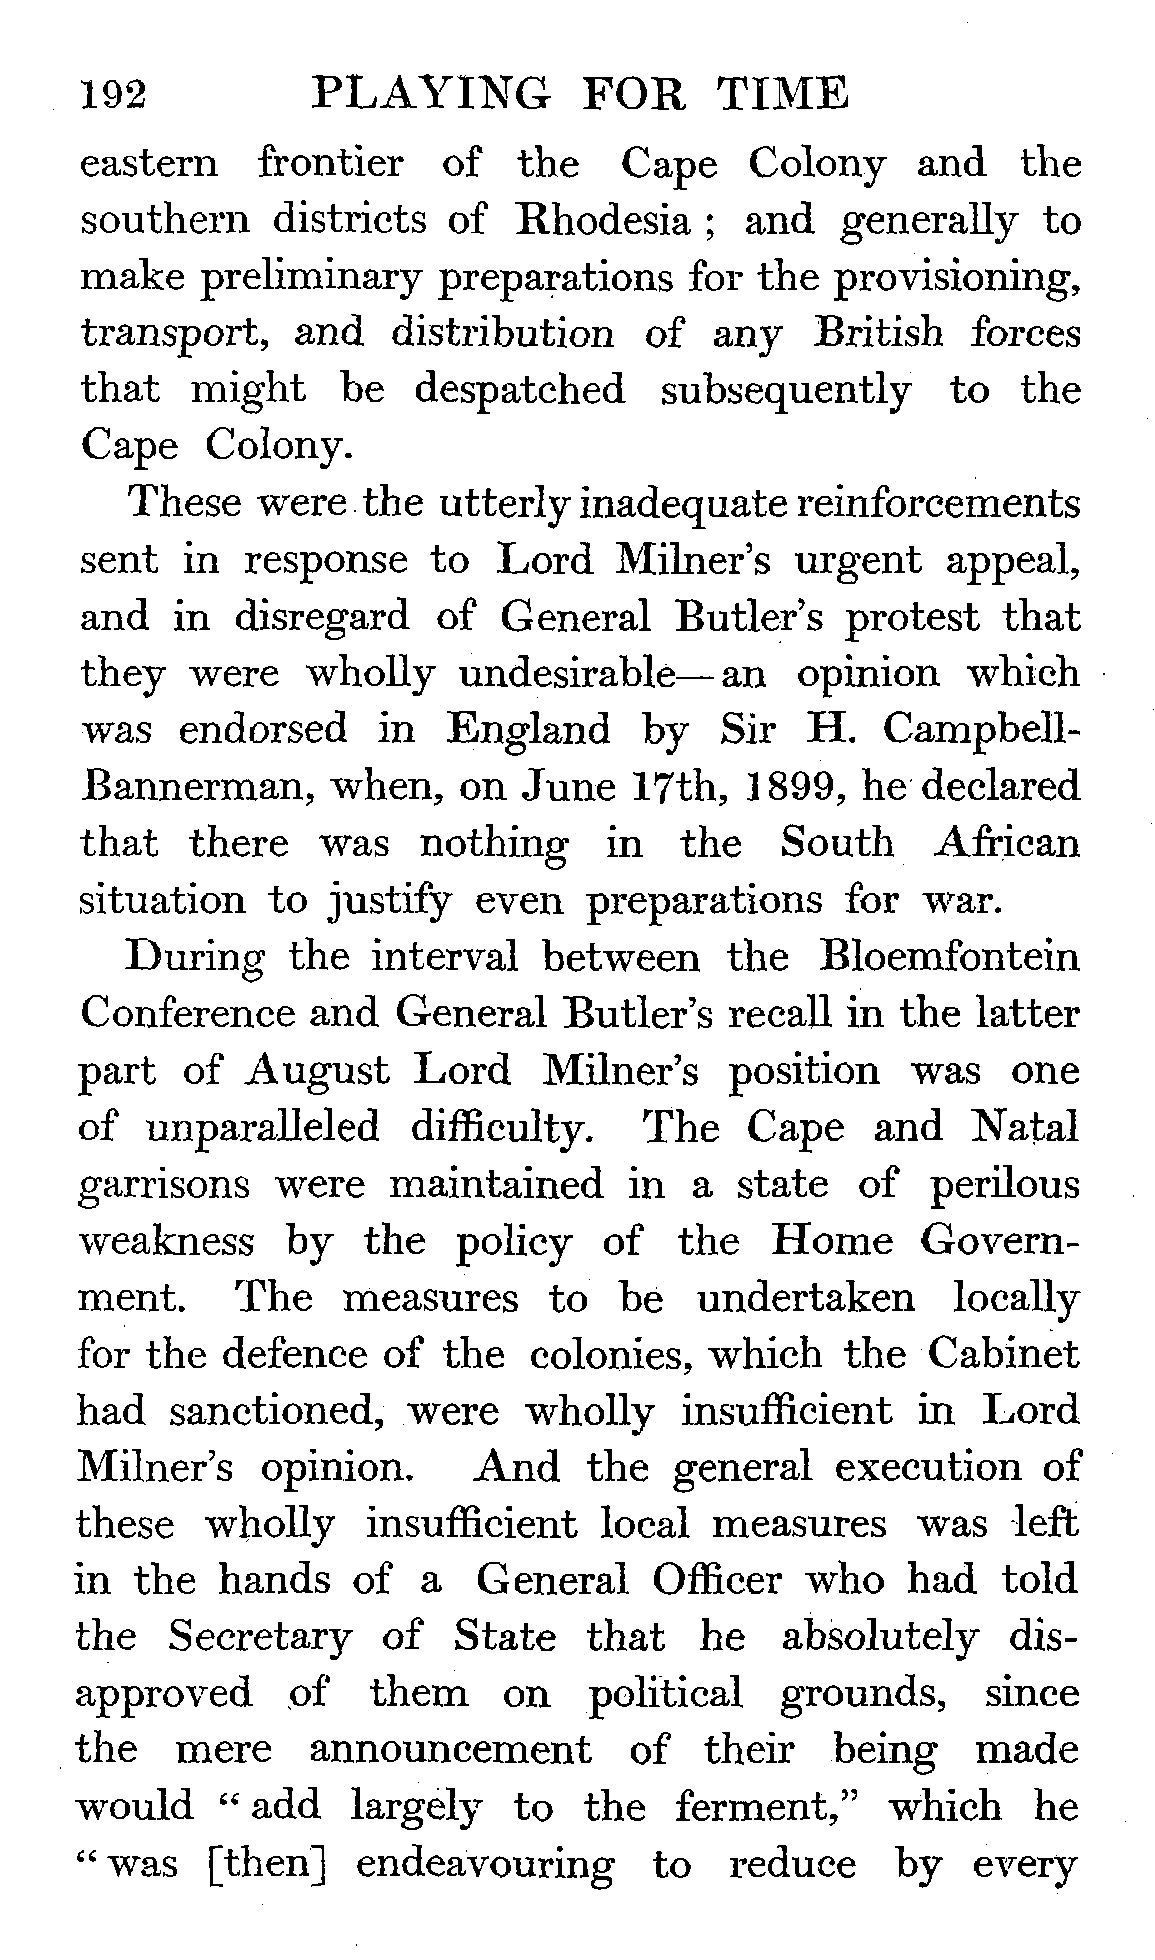 192 PLAYING FOR TIME
eastern frontier of the Cape Colony and the
southern districts of Rhodesia ; and generally to
make preliminary preparations for the provisioning,
transport, and distribution of any British forces
that might be despatched subsequently to the
Cape Colony.
These were the utterly inadequate reinforcements
sent in response to Lord Milner's urgent appeal,
and in disregard of General Butler's protest that
they were wholly undesirable—an opinion which
was endorsed in England by Sir H. Campbell-
Bannerman, when, on June 17th, 1899, he declared
that there was nothing in the South African
situation to justify even preparations for war.
During the interval between the Bloemfontein
Conference and General Butler's recall in the latter
part of August Lord Milner's position was one
of unparalleled difficulty. The Cape and Natal
garrisons were maintained in a state of perilous
weakness by the policy of the Home Govern-
ment. The measures to be undertaken locally
for the defence of the colonies, which the Cabinet
had sanctioned, were wholly insufficient in Lord
Milner's opinion. And the general execution of
these wholly insufficient local measures was left
in the hands of a General Officer who had told
the Secretary of State that he absolutely dis-
approved of them on political grounds, since
the mere announcement of their being made
would “ add largely to the ferment,” which he
“ was [then] endeavouring to reduce by every